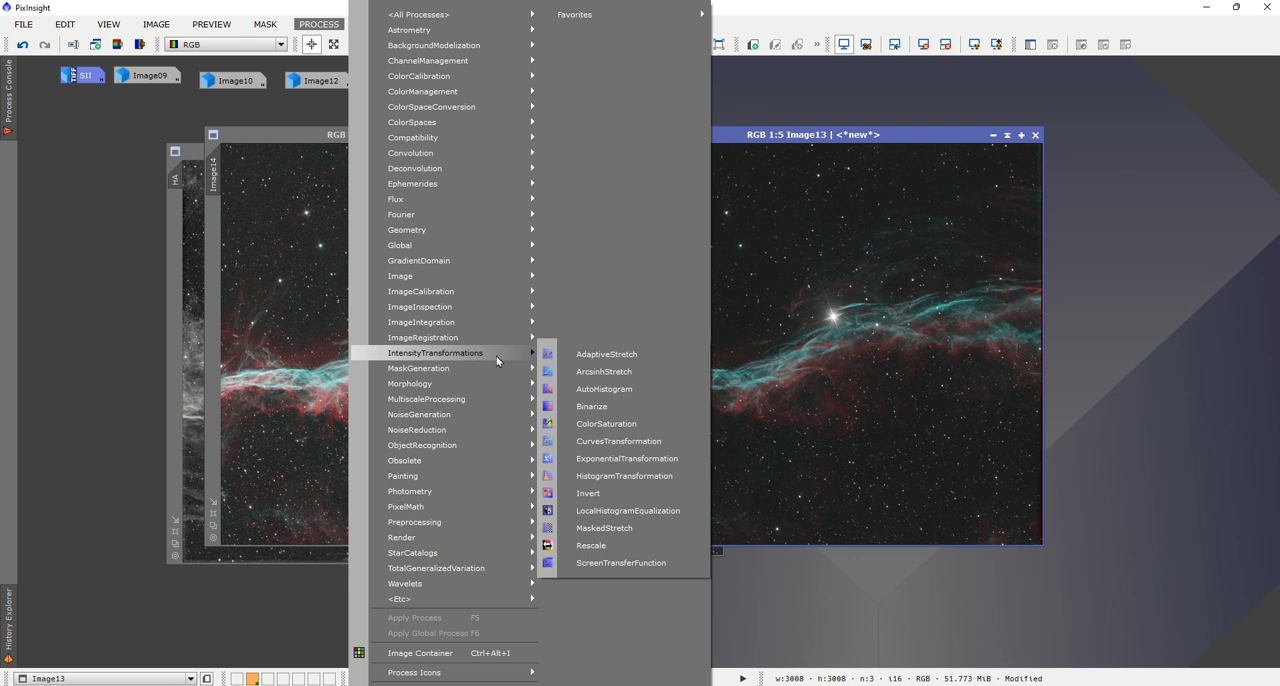 PixInsight
FILE EDIT VIEW IMAGE PREVIEW MASK PROCESS
RGB
Process Console
History Explorer
SII
Image09
Image10
Image12
HA
Image14
RGB
RGB 1:5 Image13 | <*new*>
<All Processes>
Astrometry
BackgroundModelization
ChannelManagement
ColorCalibration
ColorManagement
ColorSpaceConversion
ColorSpaces
Compatibility
Convolution
Deconvolution
Ephemerides
Flux
Fourier
Geometry
Global
GradientDomain
Image
ImageCalibration
ImageInspection
ImageIntegration
ImageRegistration
IntensityTransformations
MaskGeneration
Morphology
MultiscaleProcessing
NoiseGeneration
NoiseReduction
ObjectRecognition
Obsolete
Painting
Photometry
PixelMath
Preprocessing
Render
StarCatalogs
TotalGeneralizedVariation
Wavelets
<Etc>
Apply Process F5
Apply Global Process F6
Image Container Ctrl+Alt+I
Process Icons
Favorites
AdaptiveStretch
ArcsinhStretch
AutoHistogram
Binarize
ColorSaturation
CurvesTransformation
ExponentialTransformation
HistogramTransformation
Invert
LocalHistogramEqualization
MaskedStretch
Rescale
ScreenTransferFunction
Image13
w:3008 · h:3008 · n:3 · i16 · RGB · 51.773 MiB · Modified